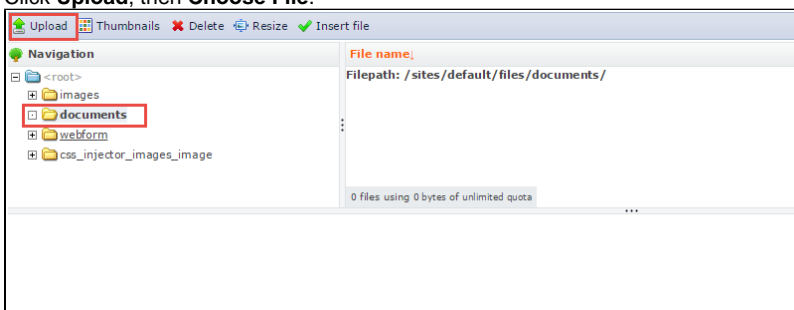 Click Upload, then Choose File.
Upload Thumbnails Delete Resize Insert file
Navigation
File name↓
<root>
Filepath: /sites/default/files/documents/
images
documents
webform
css_injector_images_image
0 files using 0 bytes of unlimited quota